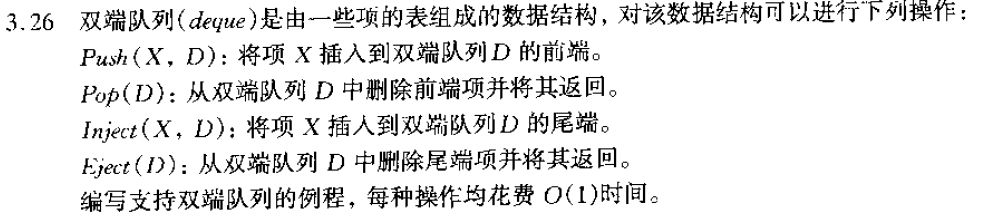 3.26 双端队列(deque)是由一些项的表组成的数据结构，对该数据结构可以进行下列操作：
Push(X, D)：将项 X 插入到双端队列 D 的前端。
Pop(D)：从双端队列 D 中删除前端项并将其返回。
Inject(X, D)：将项 X 插入到双端队列 D 的尾端。
Eject(D)：从双端队列 D 中删除尾端项并将其返回。
编写支持双端队列的例程，每种操作均花费 O(1)时间。